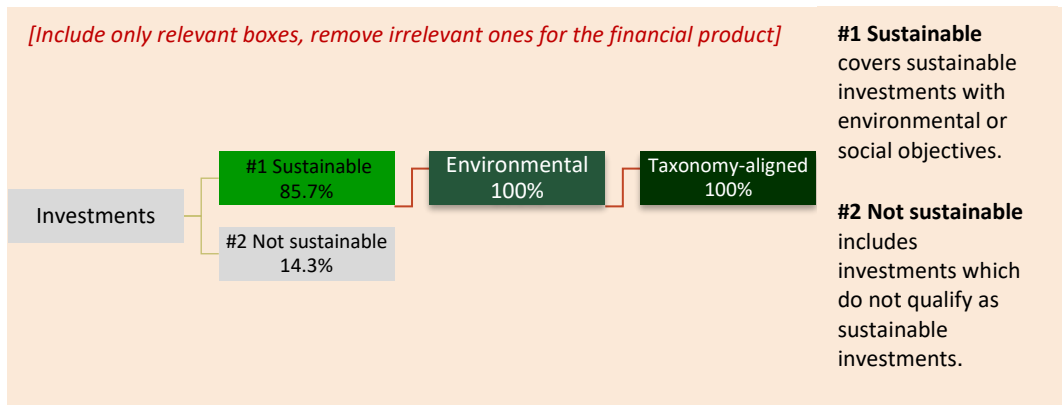 [Include only relevant boxes, remove irrelevant ones for the financial product]
Investments
#1 Sustainable
85.7%
#2 Not sustainable
14.3%
Environmental
100%
Taxonomy-aligned
100%
#1 Sustainable
covers sustainable
investments with
environmental or
social objectives.
#2 Not sustainable
includes
investments which
do not qualify as
sustainable
investments.